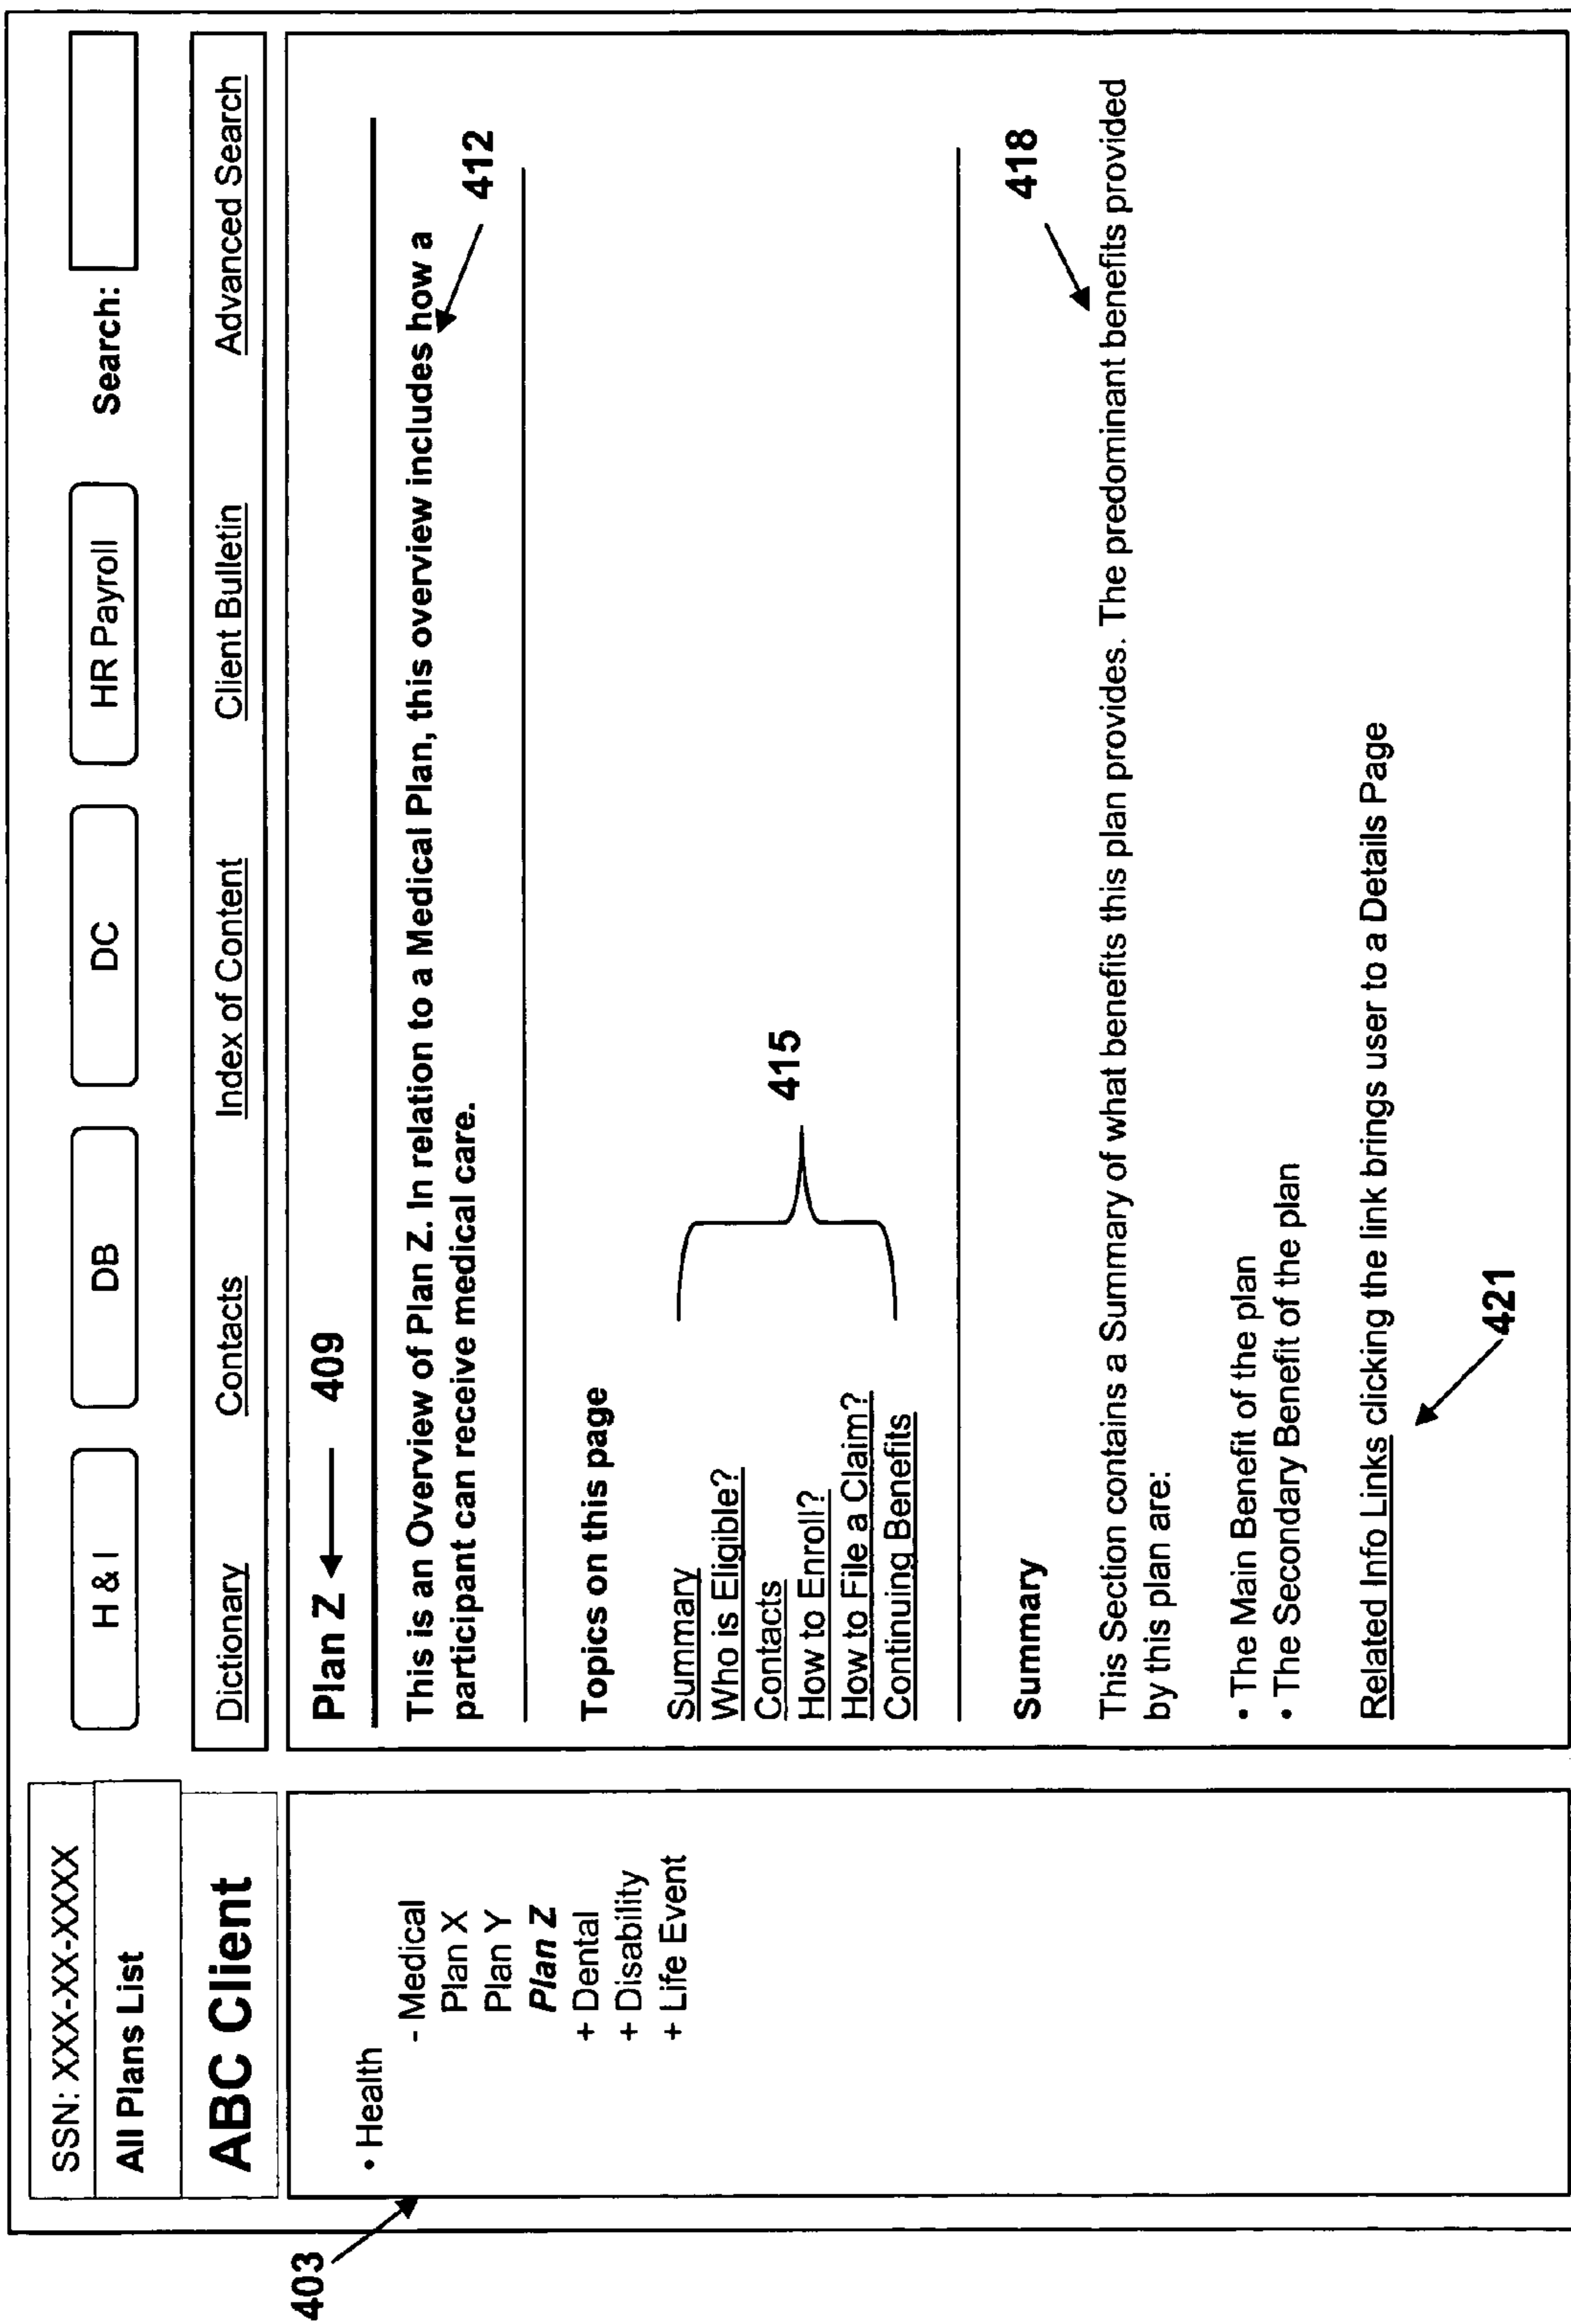 SSN: XXX-XX-XXXX
All Plans List
ABC Client
H & I
DB
DC
HR Payroll
Search:
Dictionary
Contacts
Index of Content
Client Bulletin
Advanced Search
403
• Health
- Medical
Plan X
Plan Y
Plan Z
+ Dental
+ Disability
+ Life Event
Plan Z
409
This is an Overview of Plan Z. In relation to a Medical Plan, this overview includes how a
participant can receive medical care.
412
Topics on this page
Summary
Who is Eligible?
Contacts
How to Enroll?
How to File a Claim?
Continuing Benefits
415
Summary
418
This Section contains a Summary of what benefits this plan provides. The predominant benefits provided
by this plan are:
• The Main Benefit of the plan
• The Secondary Benefit of the plan
Related Info Links clicking the link brings user to a Details Page
421